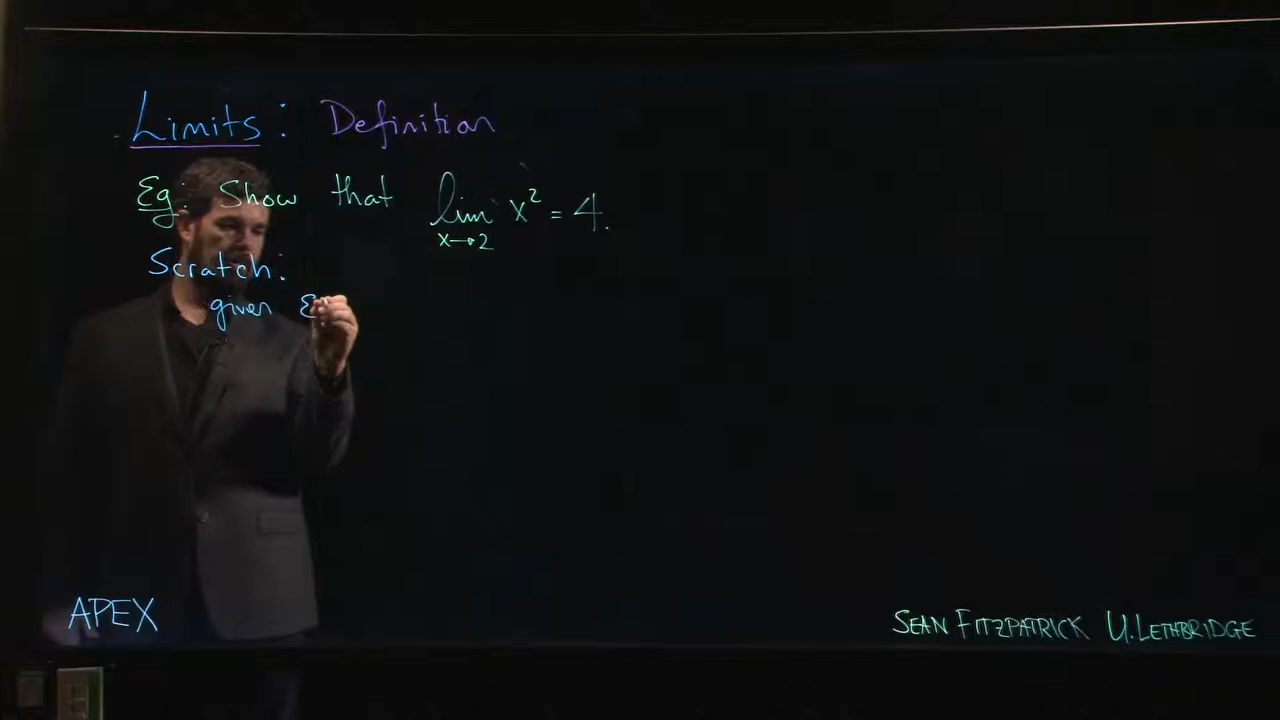 Limits: Definition
Eg: Show that lim x→2 x² = 4.
Scratch:
given ε
APEX
SEAN FITZPATRICK U. LETHBRIDGE